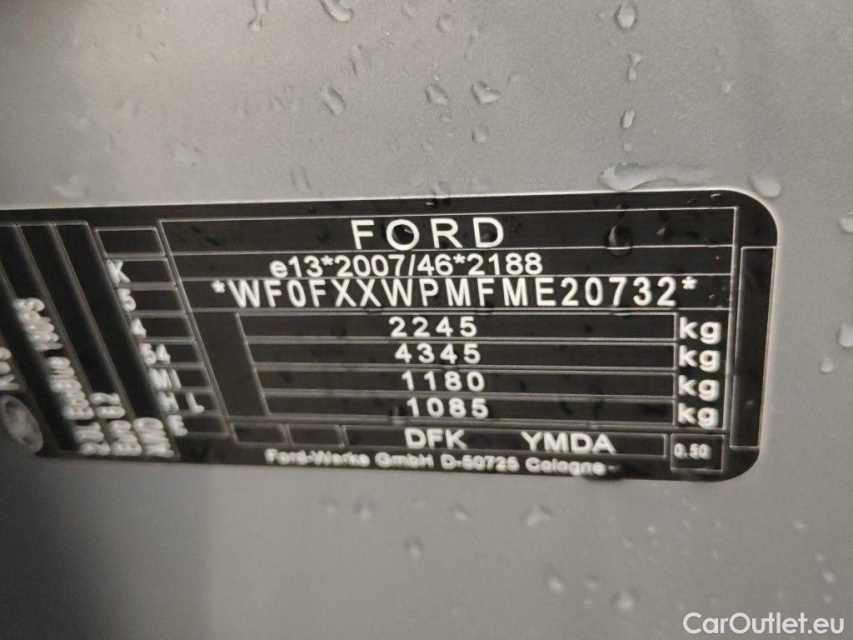 FORD
e13*2007/46*2188
*WF0FXXWPMFME20732*
2245 kg
4345 kg
1180 kg
1085 kg
DFK YMDA 0.50
Ford-Werke GmbH D-50725 Cologne
CarOutlet.eu